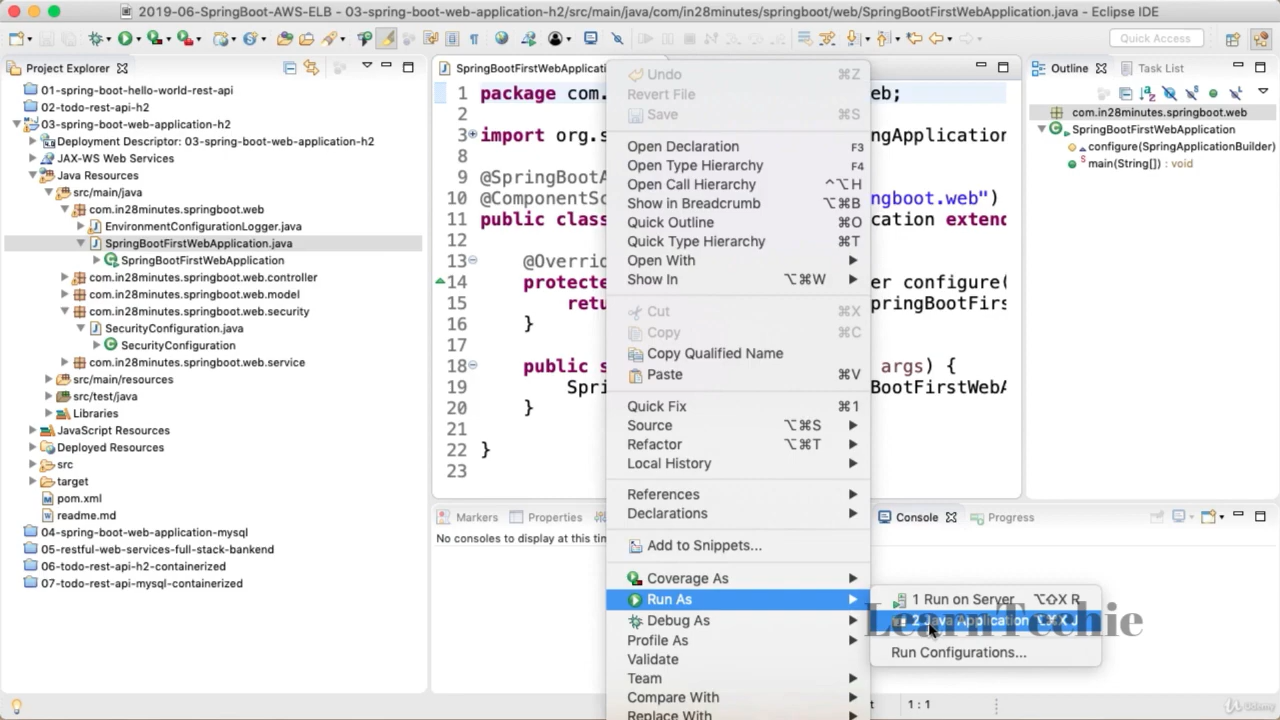 2019-06-SpringBoot-AWS-ELB - 03-spring-boot-web-application-h2/src/main/java/com/in28minutes/springboot/web/SpringBootFirstWebApplication.java - Eclipse IDE
Quick Access
Project Explorer
01-spring-boot-hello-world-rest-api
02-todo-rest-api-h2
03-spring-boot-web-application-h2
Deployment Descriptor: 03-spring-boot-web-application-h2
JAX-WS Web Services
Java Resources
src/main/java
com.in28minutes.springboot.web
EnvironmentConfigurationLogger.java
SpringBootFirstWebApplication.java
SpringBootFirstWebApplication
com.in28minutes.springboot.web.controller
com.in28minutes.springboot.web.model
com.in28minutes.springboot.web.security
SecurityConfiguration.java
SecurityConfiguration
com.in28minutes.springboot.web.service
src/main/resources
src/test/java
Libraries
JavaScript Resources
Deployed Resources
src
target
pom.xml
readme.md
04-spring-boot-web-application-mysql
05-restful-web-services-full-stack-bankend
06-todo-rest-api-h2-containerized
07-todo-rest-api-mysql-containerized
SpringBootFirstWebApplicati
1 package com. eb;
2
3 import org.s ngApplication
8
9 @SpringBootA
10 @ComponentSc ngboot.web")
11 public class cation extend
12
13 @Overri
14 protecte er configure(
15 retu pringBootFirs
16 }
17
18 public s args) {
19 Spri BootFirstWebA
20 }
21
22 }
23
Undo ⌘Z
Revert File
Save ⌘S
Open Declaration F3
Open Type Hierarchy F4
Open Call Hierarchy ^⌥H
Show in Breadcrumb ⌥⌘B
Quick Outline ⌘O
Quick Type Hierarchy ⌘T
Open With
Show In ⌥⌘W
Cut ⌘X
Copy ⌘C
Copy Qualified Name
Paste ⌘V
Quick Fix ⌘1
Source ⌥⌘S
Refactor ⌥⌘T
Local History
References
Declarations
Add to Snippets...
Coverage As
Run As
Debug As
Profile As
Validate
Team
Compare With
Replace With
1 Run on Server ⌥⇧X R
2 Java Application ⌥⌘X J
Run Configurations...
LearnTechie
Outline Task List
com.in28minutes.springboot.web
SpringBootFirstWebApplication
configure(SpringApplicationBuilder)
main(String[]) : void
Markers Properties
Console Progress
No consoles to display at this tim
1 : 1
Udemy